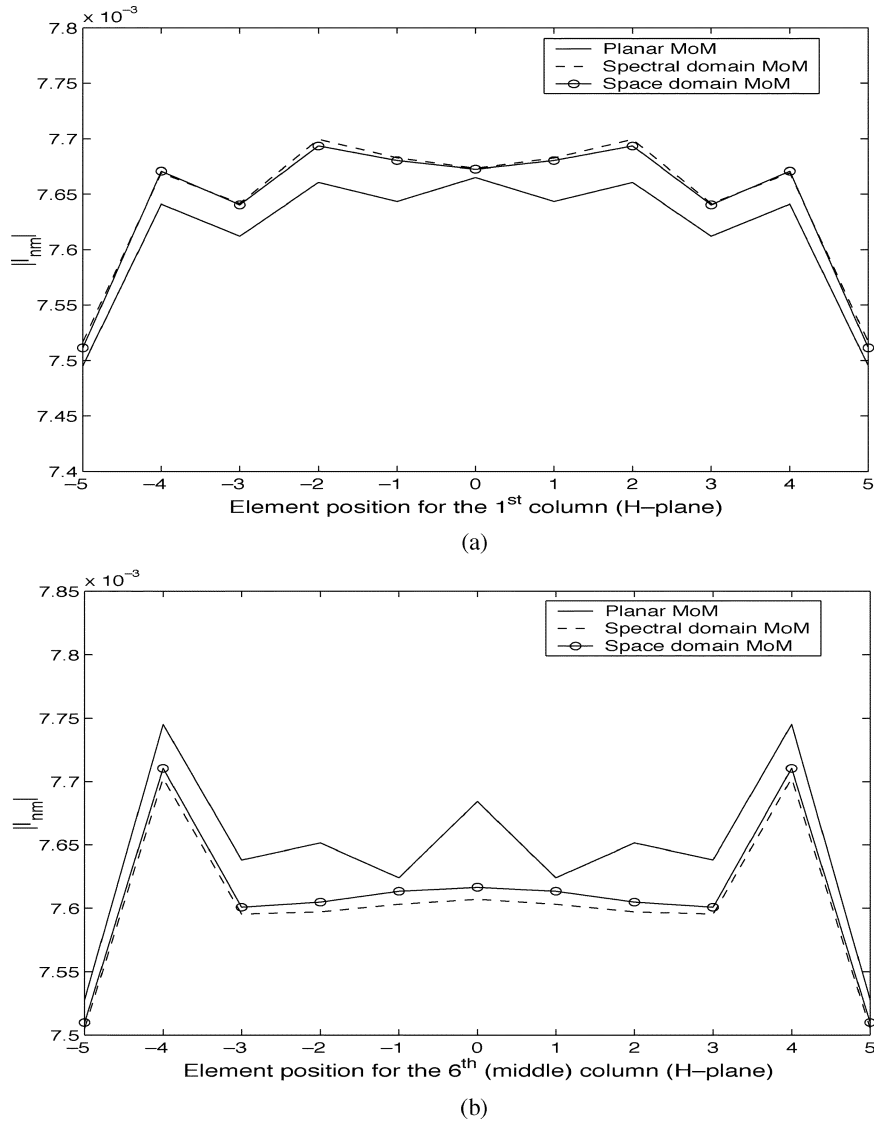 × 10⁻³
7.8
7.75
7.7
7.65
7.6
7.55
7.5
7.45
7.4
|Iₙₘ|
Planar MoM
Spectral domain MoM
Space domain MoM
−5 −4 −3 −2 −1 0 1 2 3 4 5
Element position for the 1ˢᵗ column (H−plane)
(a)
× 10⁻³
7.85
7.8
7.75
7.7
7.65
7.6
7.55
7.5
|Iₙₘ|
Planar MoM
Spectral domain MoM
Space domain MoM
−5 −4 −3 −2 −1 0 1 2 3 4 5
Element position for the 6ᵗʰ (middle) column (H−plane)
(b)